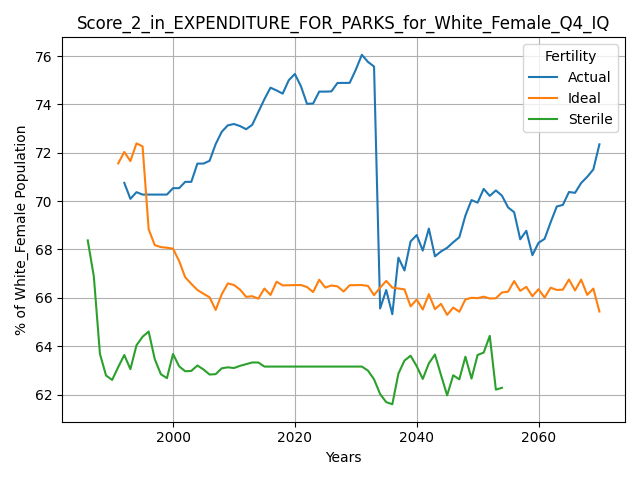 Score_2_in_EXPENDITURE_FOR_PARKS_for_White_Female_Q4_IQ
Fertility
Actual
Ideal
Sterile
% of White_Female Population
76
74
72
70
68
66
64
62
2000 2020 2040 2060
Years